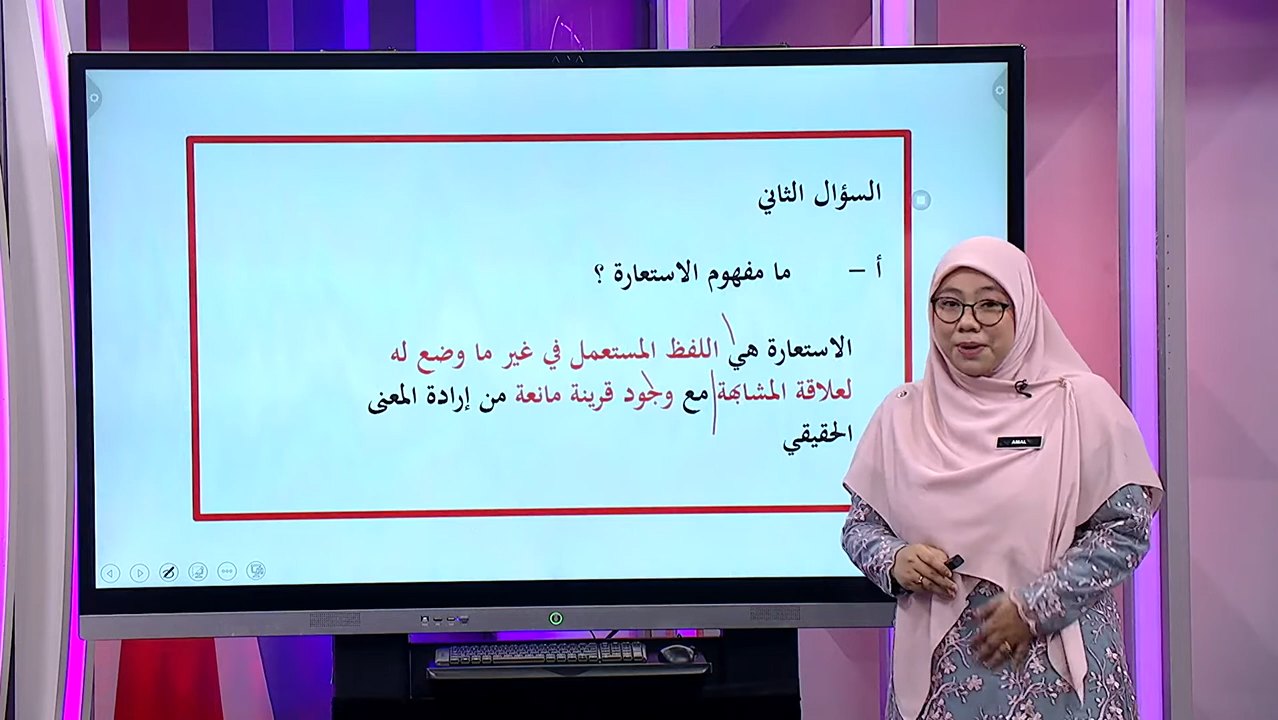 السؤال الثاني
أ – ما مفهوم الاستعارة ؟
الاستعارة هي اللفظ المستعمل في غير ما وضع له
لعلاقة المشابهة مع وجود قرينة مانعة من إرادة المعنى
الحقيقي
AMAL